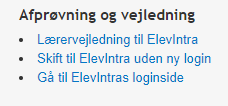 Afprøvning og vejledning
Lærervejledning til ElevIntra
Skift til ElevIntra uden ny login
Gå til ElevIntras loginside